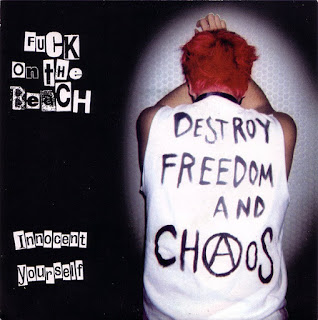 FuCK
On the
BeACH
DESTROY
FREEDOM
AND
CHAOS
Innocent
yourself